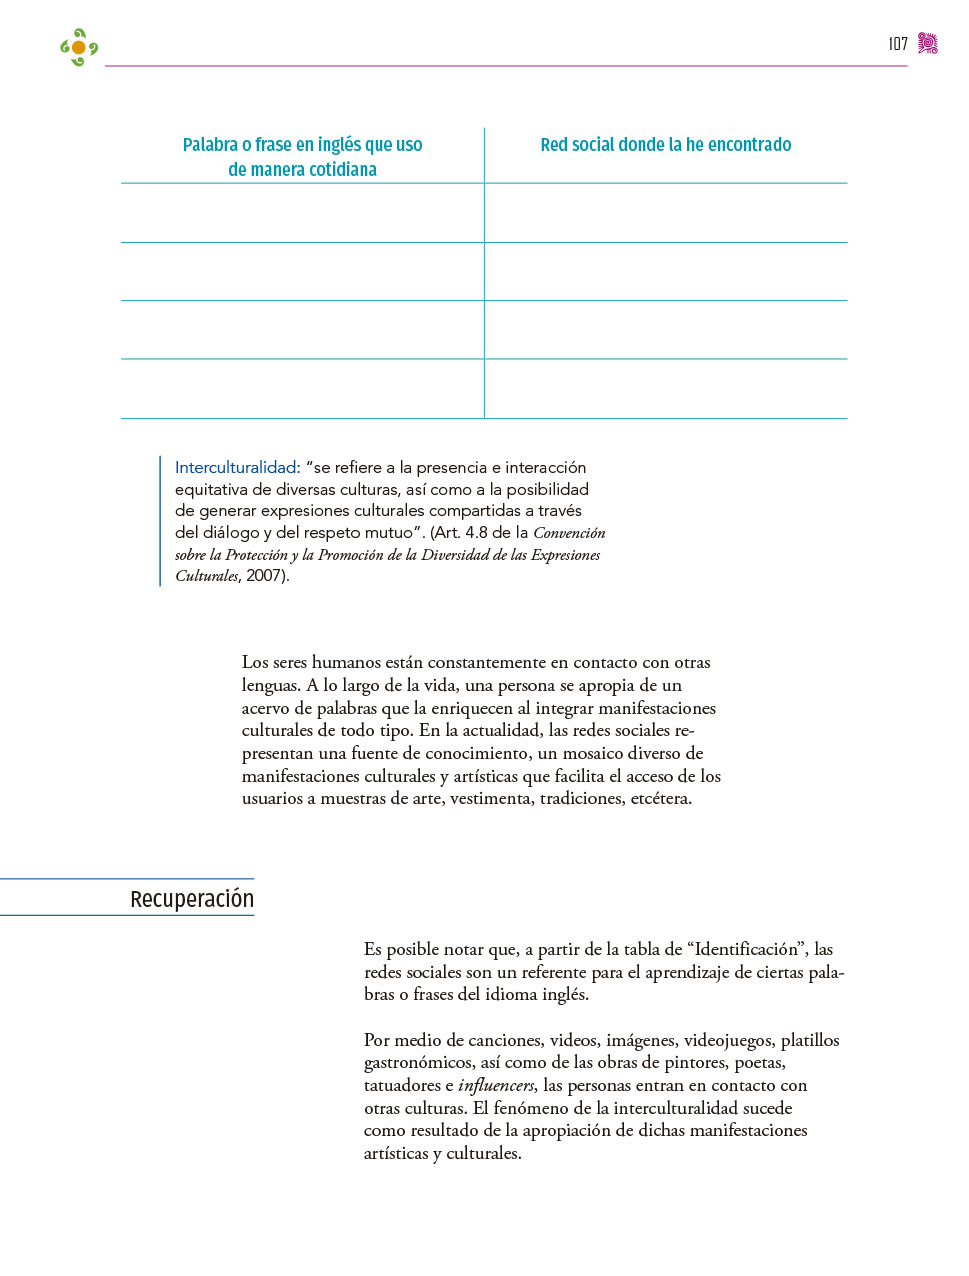 107
Palabra o frase en inglés que uso
de manera cotidiana
Red social donde la he encontrado
Interculturalidad: “se refiere a la presencia e interacción
equitativa de diversas culturas, así como a la posibilidad
de generar expresiones culturales compartidas a través
del diálogo y del respeto mutuo”. (Art. 4.8 de la Convención
sobre la Protección y la Promoción de la Diversidad de las Expresiones
Culturales, 2007).
Los seres humanos están constantemente en contacto con otras
lenguas. A lo largo de la vida, una persona se apropia de un
acervo de palabras que la enriquecen al integrar manifestaciones
culturales de todo tipo. En la actualidad, las redes sociales re-
presentan una fuente de conocimiento, un mosaico diverso de
manifestaciones culturales y artísticas que facilita el acceso de los
usuarios a muestras de arte, vestimenta, tradiciones, etcétera.
Recuperación
Es posible notar que, a partir de la tabla de “Identificación”, las
redes sociales son un referente para el aprendizaje de ciertas pala-
bras o frases del idioma inglés.
Por medio de canciones, videos, imágenes, videojuegos, platillos
gastronómicos, así como de las obras de pintores, poetas,
tatuadores e influencers, las personas entran en contacto con
otras culturas. El fenómeno de la interculturalidad sucede
como resultado de la apropiación de dichas manifestaciones
artísticas y culturales.